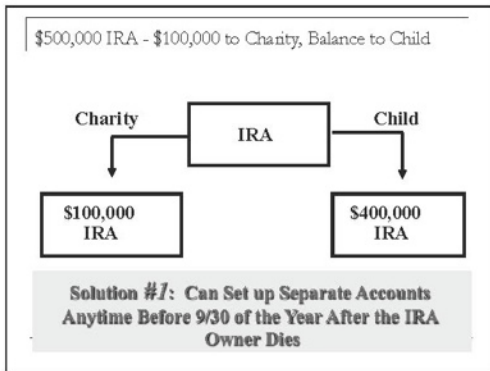 $500,000 IRA - $100,000 to Charity, Balance to Child
Charity
IRA
Child
$100,000
IRA
$400,000
IRA
Solution #1: Can Set up Separate Accounts
Anytime Before 9/30 of the Year After the IRA
Owner Dies